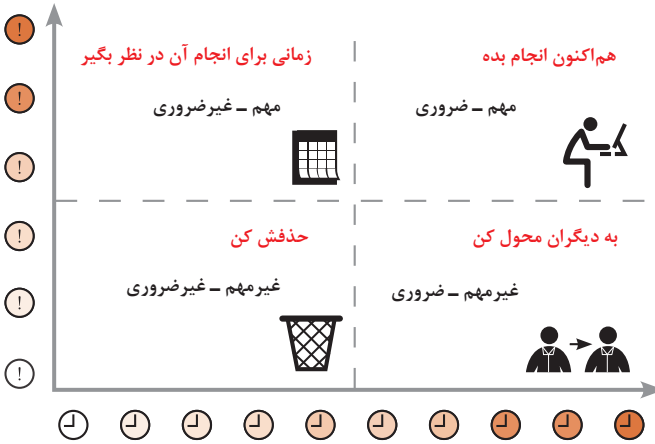 هم‌اکنون انجام بده
مهم ـ ضروری
زمانی برای انجام آن در نظر بگیر
مهم ـ غیرضروری
به دیگران محول کن
غیرمهم ـ ضروری
حذفش کن
غیرمهم ـ غیرضروری